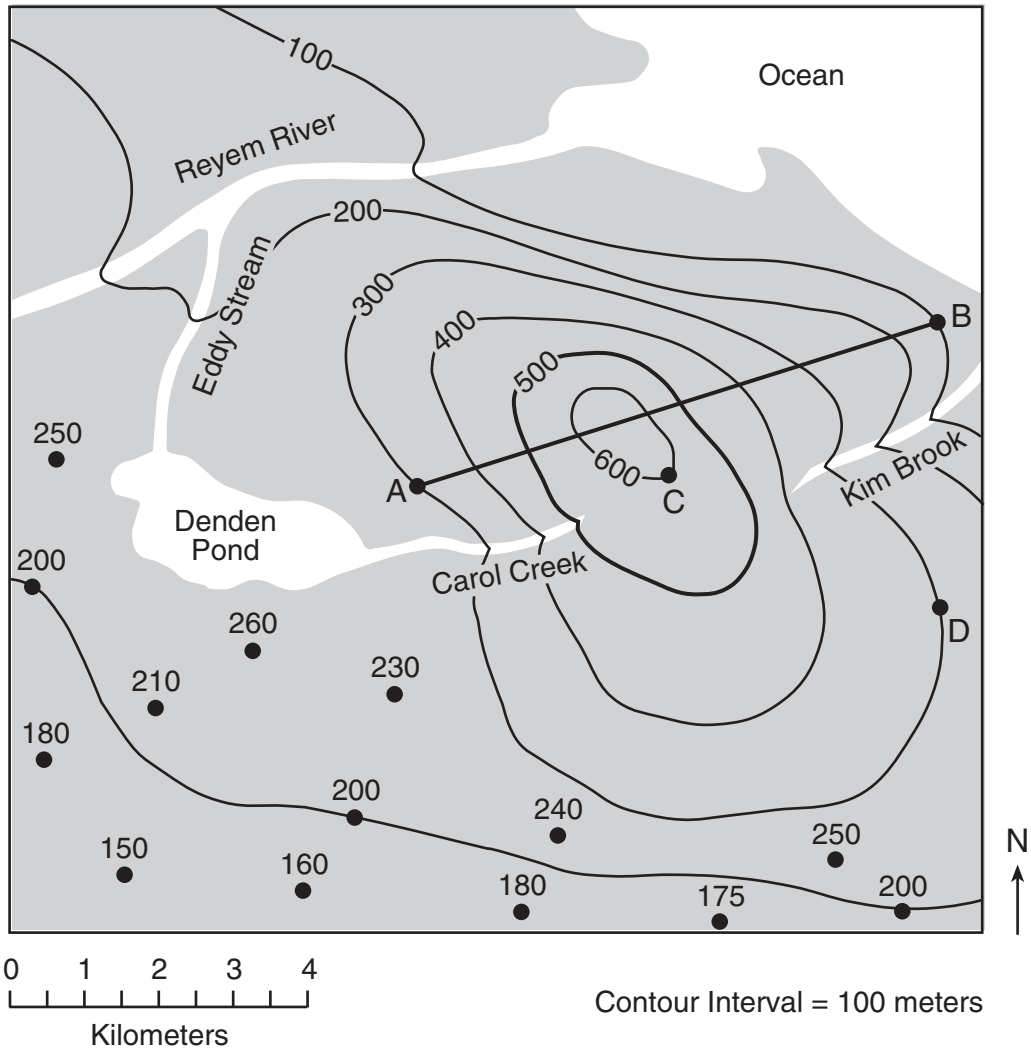 100
Ocean
Reyem River
200
300
Eddy Stream
400
B
500
250
600
A
C
Kim Brook
Denden
Pond
200
Carol Creek
260
D
230
210
180
200
240
250
150
160
180
175
200
N
0 1 2 3 4
Kilometers
Contour Interval = 100 meters